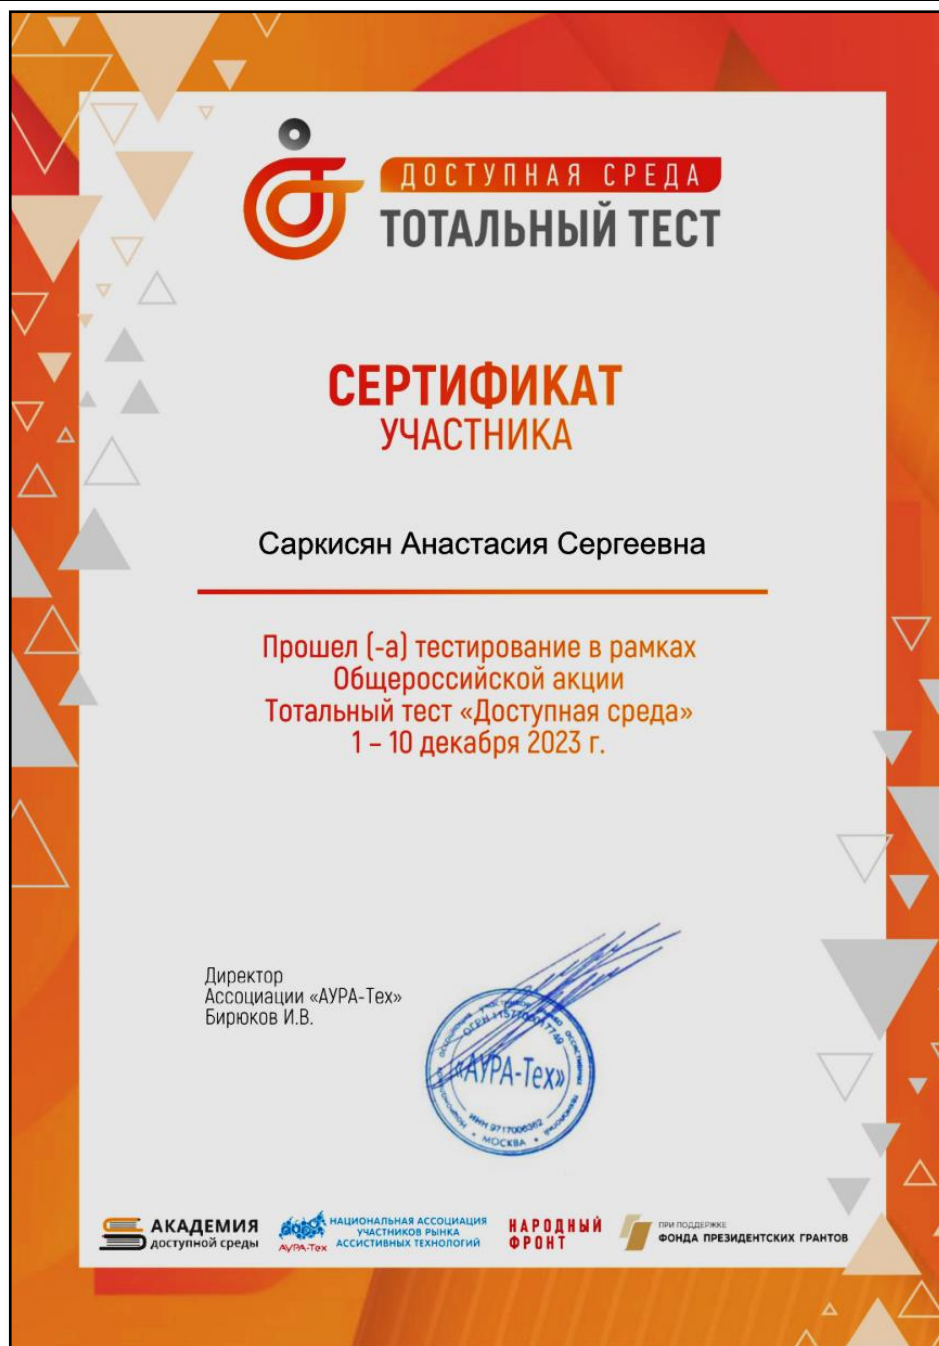 ДОСТУПНАЯ СРЕДА
ТОТАЛЬНЫЙ ТЕСТ
СЕРТИФИКАТ
УЧАСТНИКА
Саркисян Анастасия Сергеевна
Прошел (-а) тестирование в рамках
Общероссийской акции
Тотальный тест «Доступная среда»
1 – 10 декабря 2023 г.
Директор
Ассоциации «АУРА-Тех»
Бирюков И.В.
«АУРА-Тех»
МОСКВА
АКАДЕМИЯ
доступной среды
АУРА-Тех
НАЦИОНАЛЬНАЯ АССОЦИАЦИЯ
УЧАСТНИКОВ РЫНКА
АССИСТИВНЫХ ТЕХНОЛОГИЙ
НАРОДНЫЙ
ФРОНТ
ПРИ ПОДДЕРЖКЕ
ФОНДА ПРЕЗИДЕНТСКИХ ГРАНТОВ